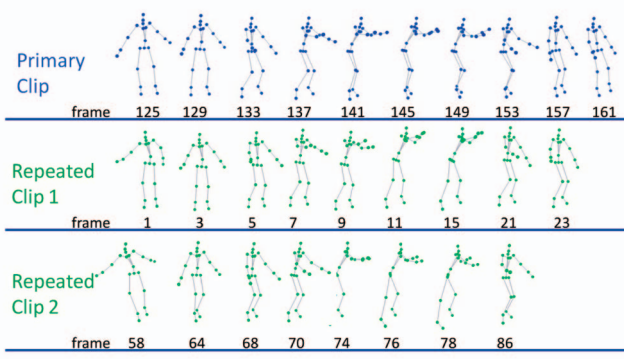 Primary
Clip
frame 125 129 133 137 141 145 149 153 157 161
Repeated
Clip 1
frame 1 3 5 7 9 11 15 21 23
Repeated
Clip 2
frame 58 64 68 70 74 76 78 86